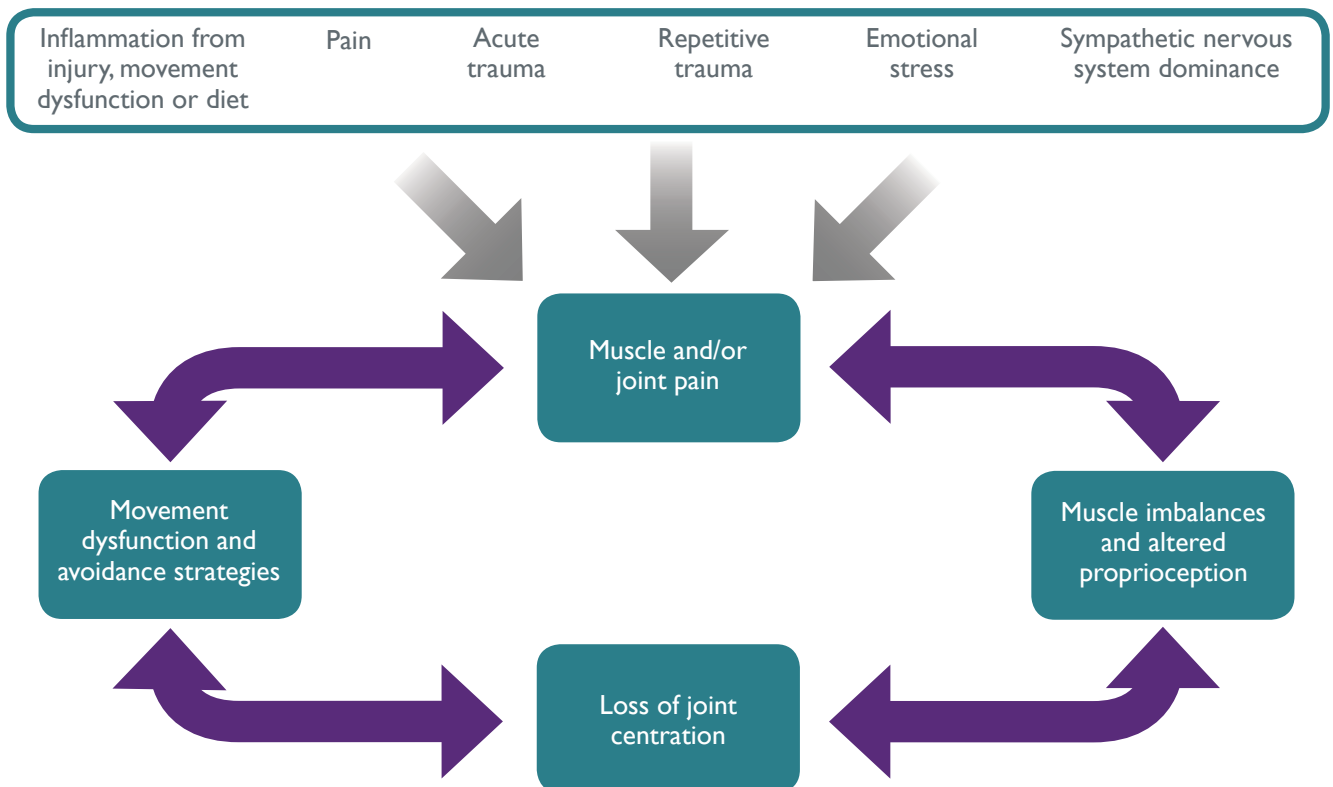 Inflammation from
injury, movement
dysfunction or diet
Pain
Acute
trauma
Repetitive
trauma
Emotional
stress
Sympathetic nervous
system dominance
Muscle and/or
joint pain
Movement
dysfunction and
avoidance strategies
Muscle imbalances
and altered
proprioception
Loss of joint
centration